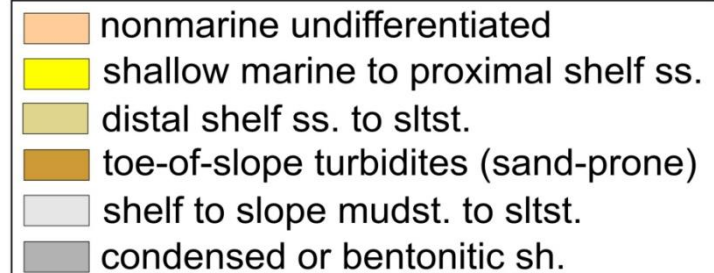 nonmarine undifferentiated
shallow marine to proximal shelf ss.
distal shelf ss. to sltst.
toe-of-slope turbidites (sand-prone)
shelf to slope mudst. to sltst.
condensed or bentonitic sh.